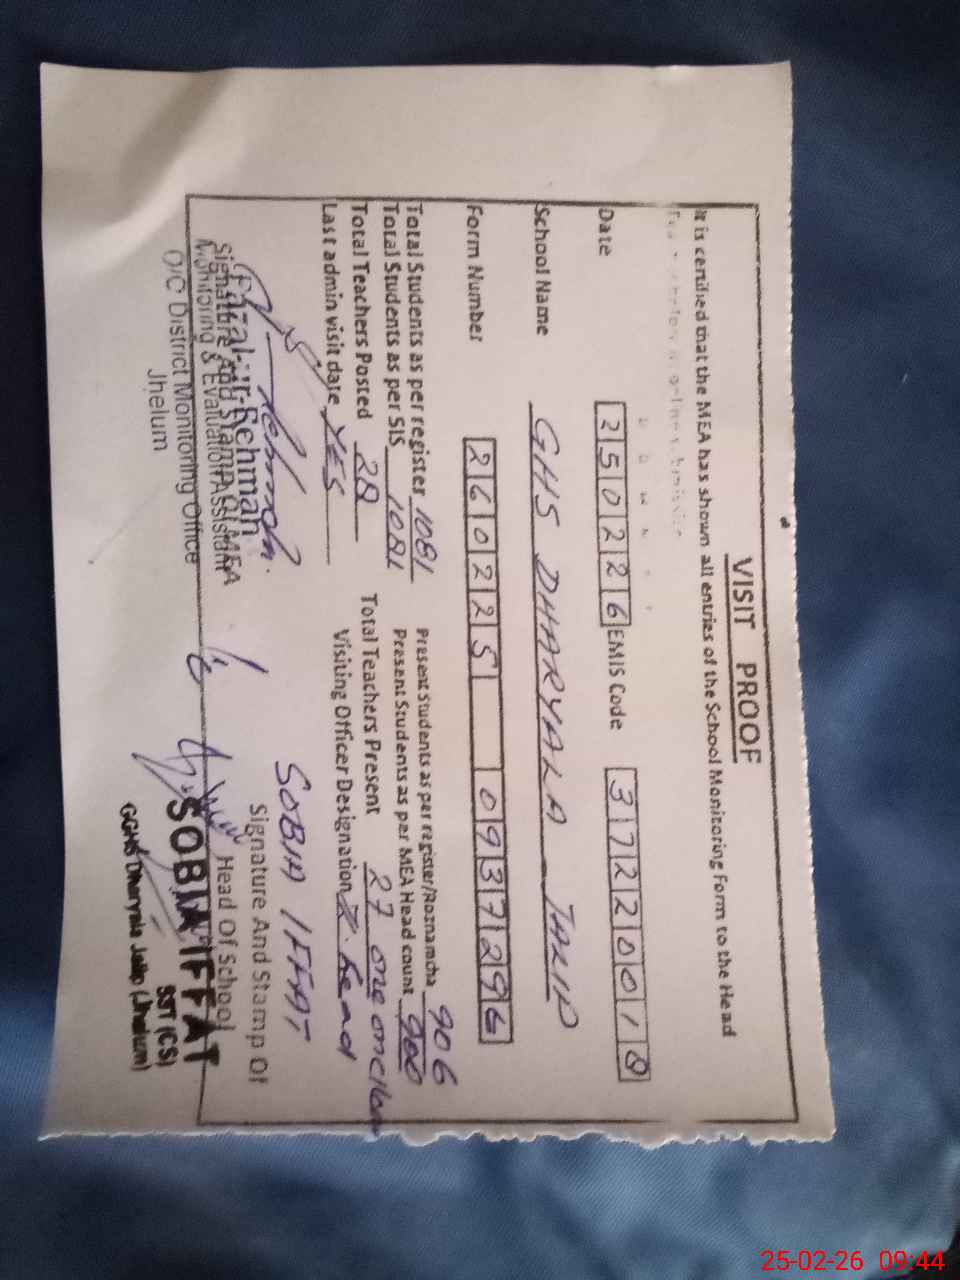 VISIT PROOF
It is certified that the MEA has shown all entries of the School Monitoring Form to the Head
Date 250226 EMIS Code 37220018
School Name GHS DHARYALA JALIP
Form Number 260225 0937296
Total Students as per register 1081 Present Students as per register/Roznamcha 906
Total Students as per SIS 1081 Present Students as per MEA Head count 900
Total Teachers Posted 28 Total Teachers Present 27 one on
Last admin visit date YES Visiting Officer Designation head
SOBIA IFFAT
Signature And Stamp Of MEA Signature And Stamp Of
Head Of School
Rehman
Monitoring & Evaluation Assistant
O/O District Monitoring Office
Jhelum
SOBIA IFFAT
SST (CS)
GGHS Dharyala Jalip (Jhelum)
25-02-26 09:44